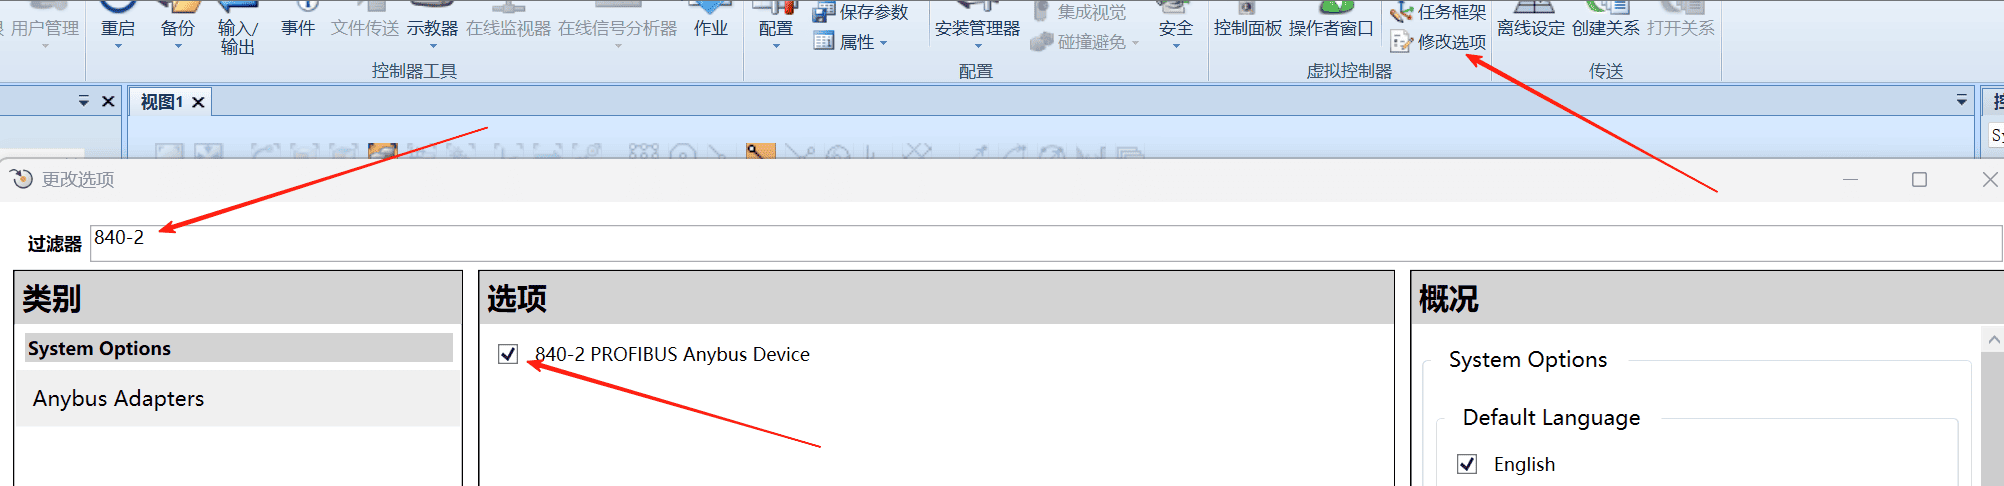 用户管理 重启 备份 输入/ 事件 文件传送 示教器 在线监视器 在线信号分析器 作业 配置 保存参数 安装管理器 集成视觉 安全 控制面板 操作者窗口 任务框架 离线设定 创建关系 打开关系
输出 属性 碰撞避免 修改选项
控制器工具 配置 虚拟控制器 传送
视图1
更改选项
过滤器 840-2
类别 选项 概况
System Options
840-2 PROFIBUS Anybus Device
System Options
Anybus Adapters
Default Language
English